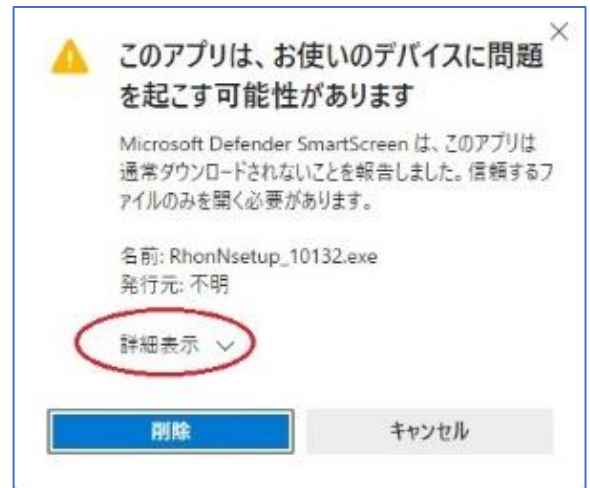 このアプリは、お使いのデバイスに問題
を起こす可能性があります
Microsoft Defender SmartScreen は、このアプリは
通常ダウンロードされないことを報告しました。信頼するフ
ァイルのみを開く必要があります。
名前: RhonNsetup_10132.exe
発行元: 不明
詳細表示
削除
キャンセル